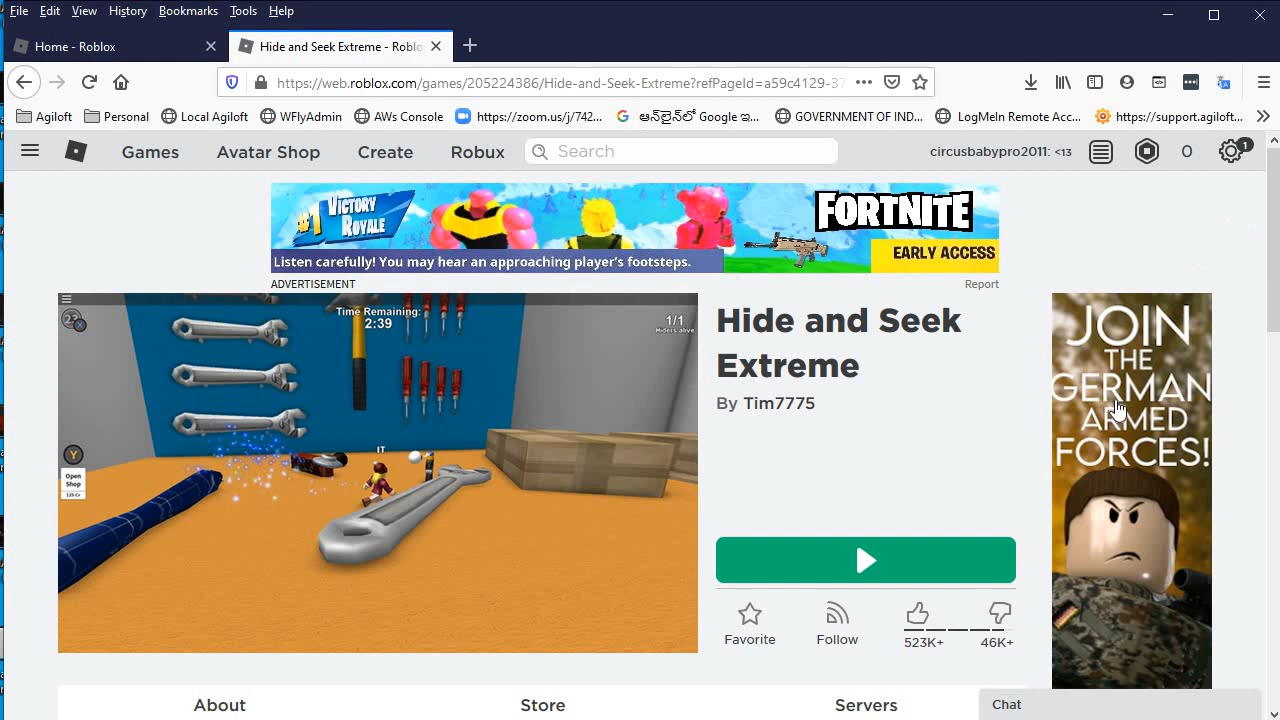 File Edit View History Bookmarks Tools Help
Home - Roblox
Hide and Seek Extreme - Roblo
https://web.roblox.com/games/205224386/Hide-and-Seek-Extreme?refPageId=a59c4129-37
Agiloft Personal Local Agiloft WFlyAdmin AWs Console https://zoom.us/j/742... ఆన్‌లైన్‌లో Google ఇ... GOVERNMENT OF IND... LogMeIn Remote Acc... https://support.agiloft...
Games Avatar Shop Create Robux Search circusbabypro2011: <13 0 1
#1 VICTORY ROYALE
FORTNITE
EARLY ACCESS
Listen carefully! You may hear an approaching player's footsteps.
ADVERTISEMENT Report
Time Remaining:
2:39
1/1
Hiders alive
IT
Y
Open
Shop
Hide and Seek
Extreme
By Tim7775
JOIN
THE
GERMAN
ARMED
FORCES!
Favorite Follow 523K+ 46K+
About Store Servers
Chat